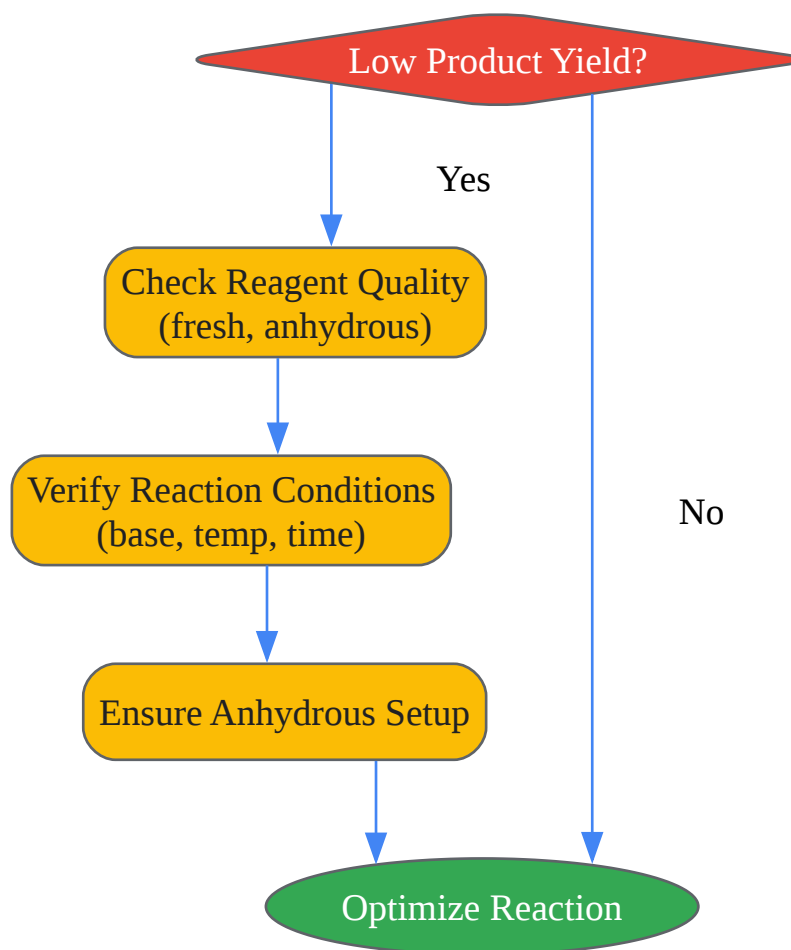 Low Product Yield?
Yes
Check Reagent Quality
(fresh, anhydrous)
Verify Reaction Conditions
(base, temp, time)
No
Ensure Anhydrous Setup
Optimize Reaction